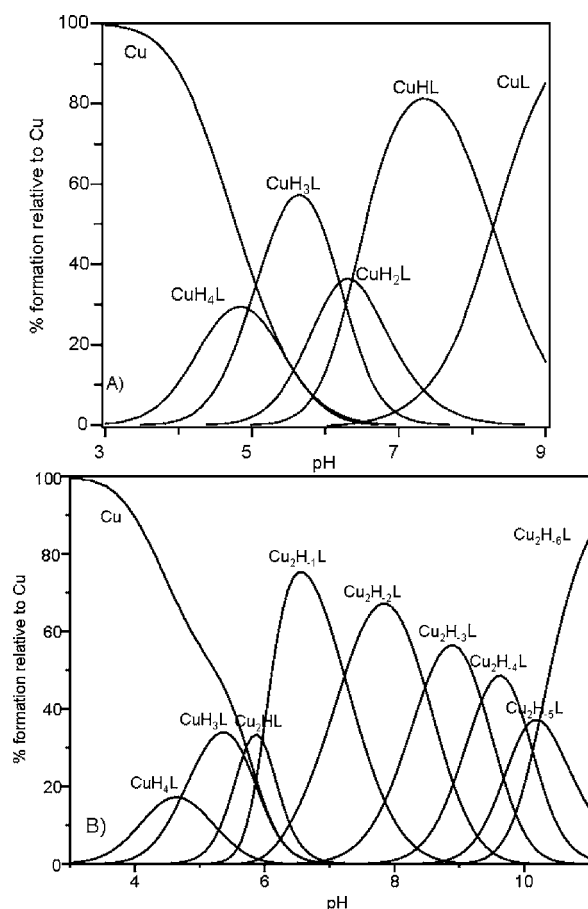 100
Cu
CuHL
CuL
80
% formation relative to Cu
60
CuH₃L
40
CuH₂L
CuH₄L
20
A)
0
3
5
7
9
pH
100
Cu
Cu₂H₋₆L
Cu₂H₋₁L
80
Cu₂H₋₂L
% formation relative to Cu
60
Cu₂H₋₃L
Cu₂H₋₄L
40
CuH₃L
Cu₂HL
Cu₂H₋₅L
20
CuH₄L
B)
0
4
6
8
10
pH